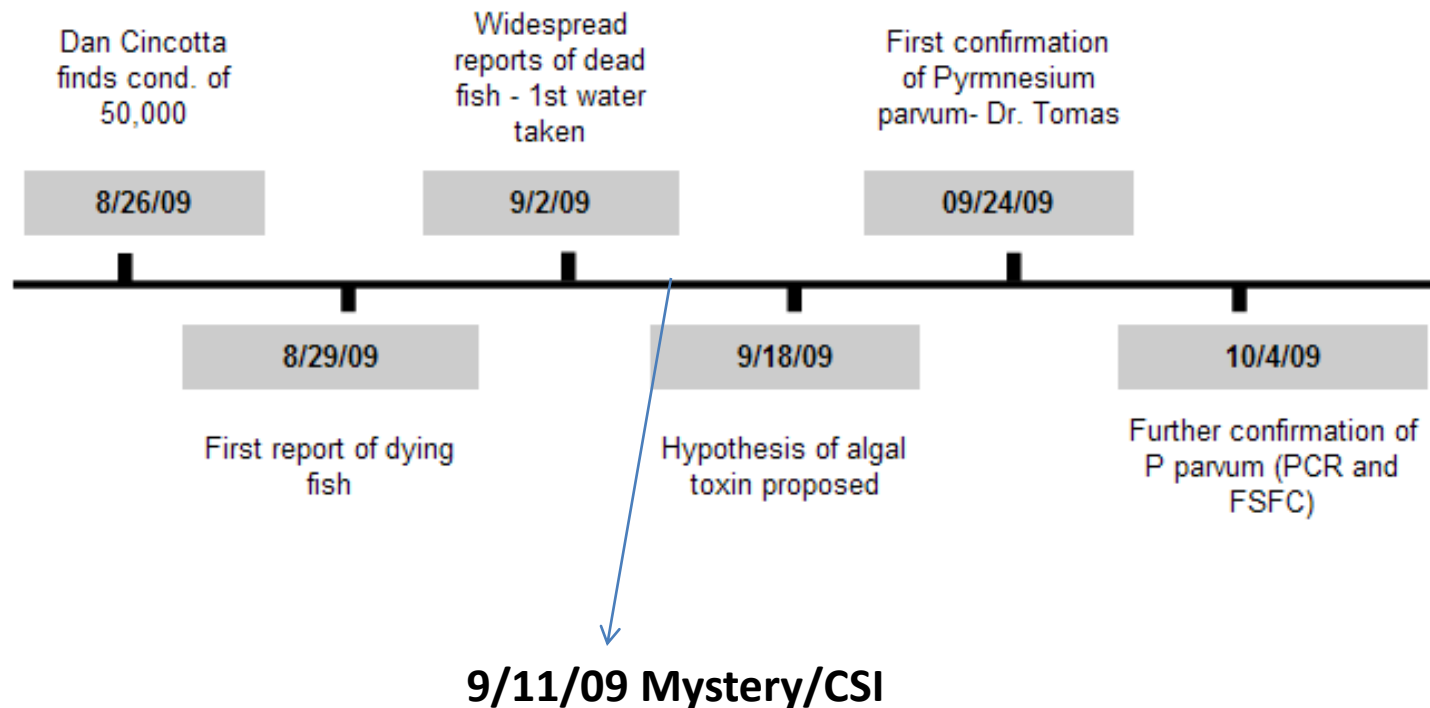 Dan Cincotta
finds cond. of
50,000
8/26/09
8/29/09
First report of dying
fish
Widespread
reports of dead
fish - 1st water
taken
9/2/09
9/11/09 Mystery/CSI
9/18/09
Hypothesis of algal
toxin proposed
First confirmation
of Pyrmnesium
parvum- Dr. Tomas
09/24/09
10/4/09
Further confirmation of
P parvum (PCR and
FSFC)